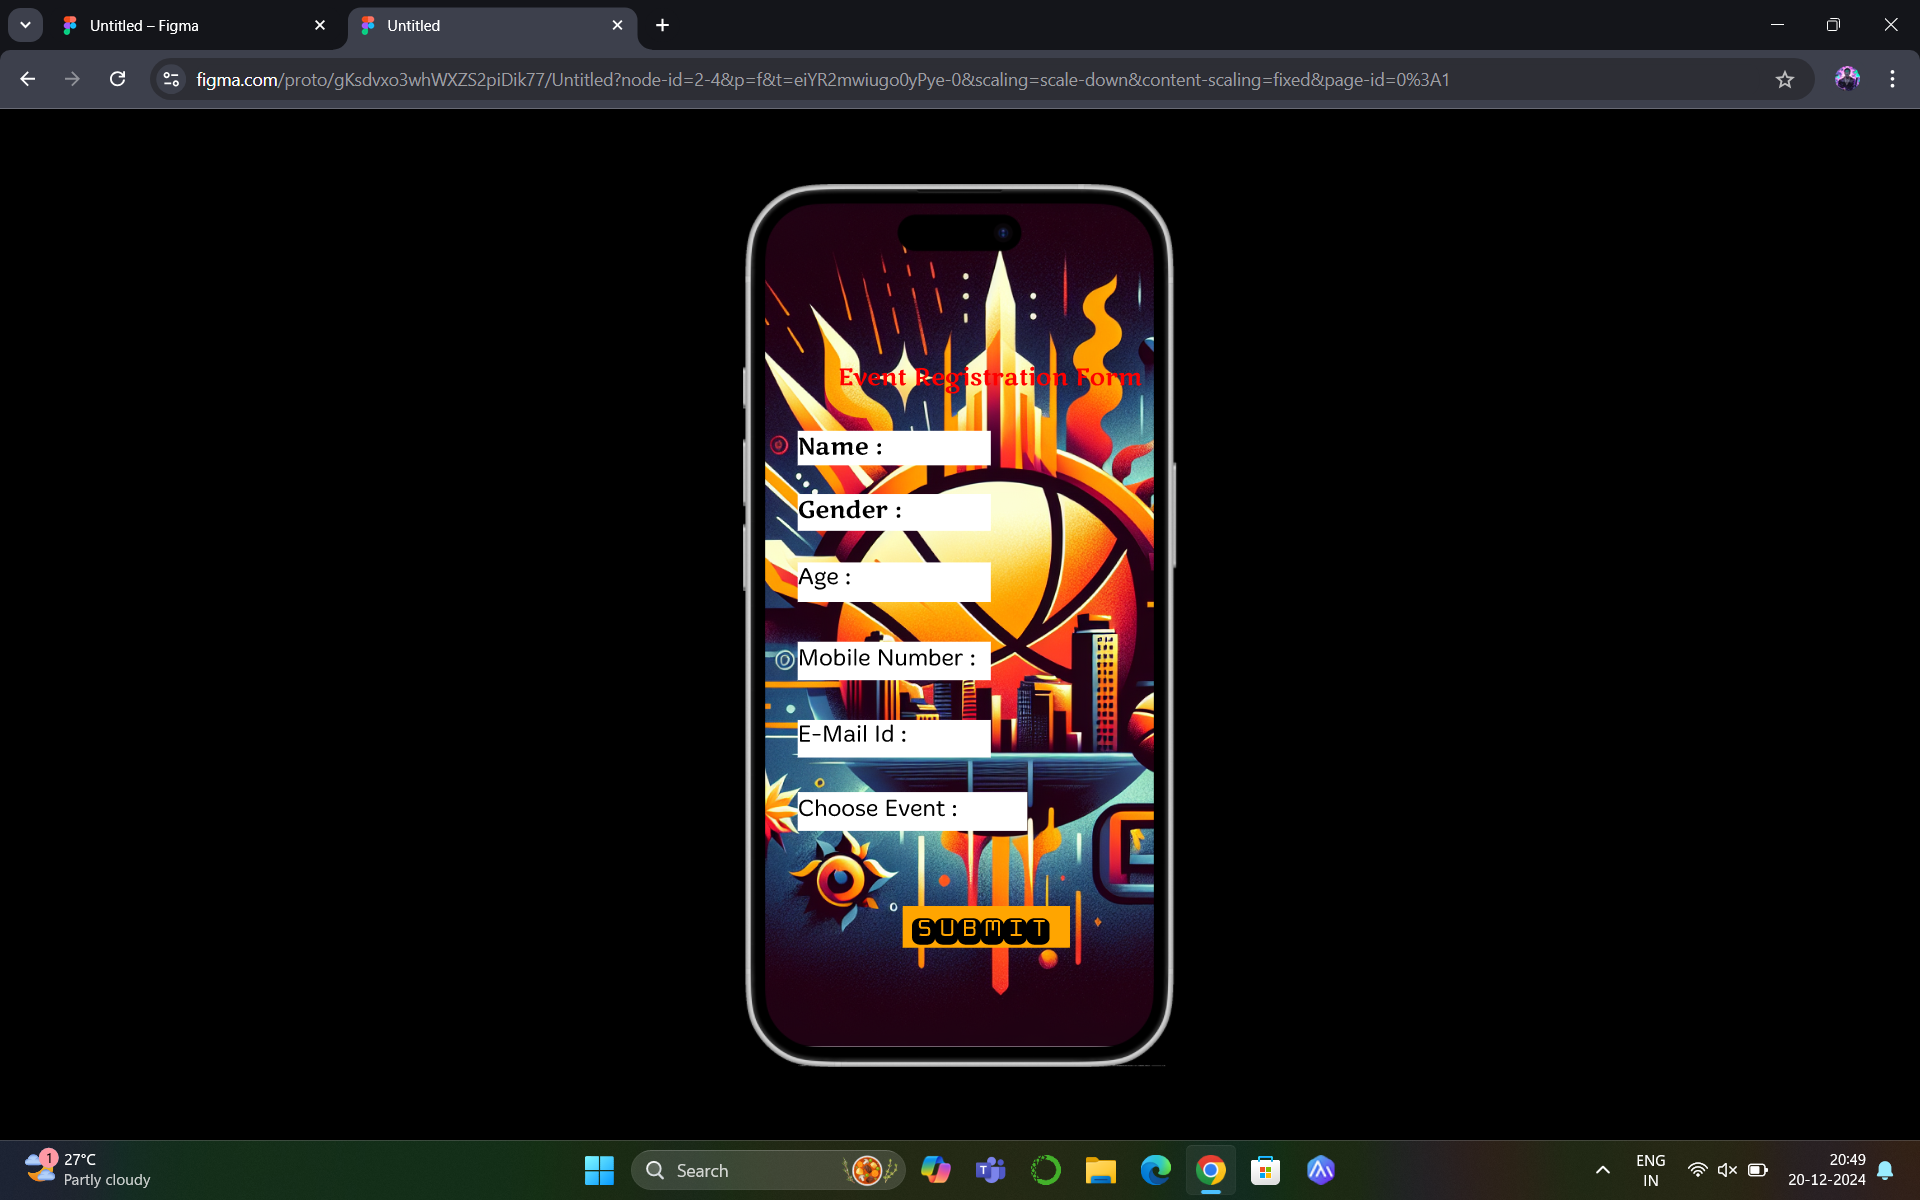 Untitled – Figma
Untitled
figma.com/proto/gKsdvxo3whWXZS2piDik77/Untitled?node-id=2-4&p=f&t=eiYR2mwiugo0yPye-0&scaling=scale-down&content-scaling=fixed&page-id=0%3A1
Event Registration Form
Name :
Gender :
Age :
Mobile Number :
E-Mail Id :
Choose Event :
SUBMIT
1
27°C
Partly cloudy
Search
ENG
IN
20:49
20-12-2024